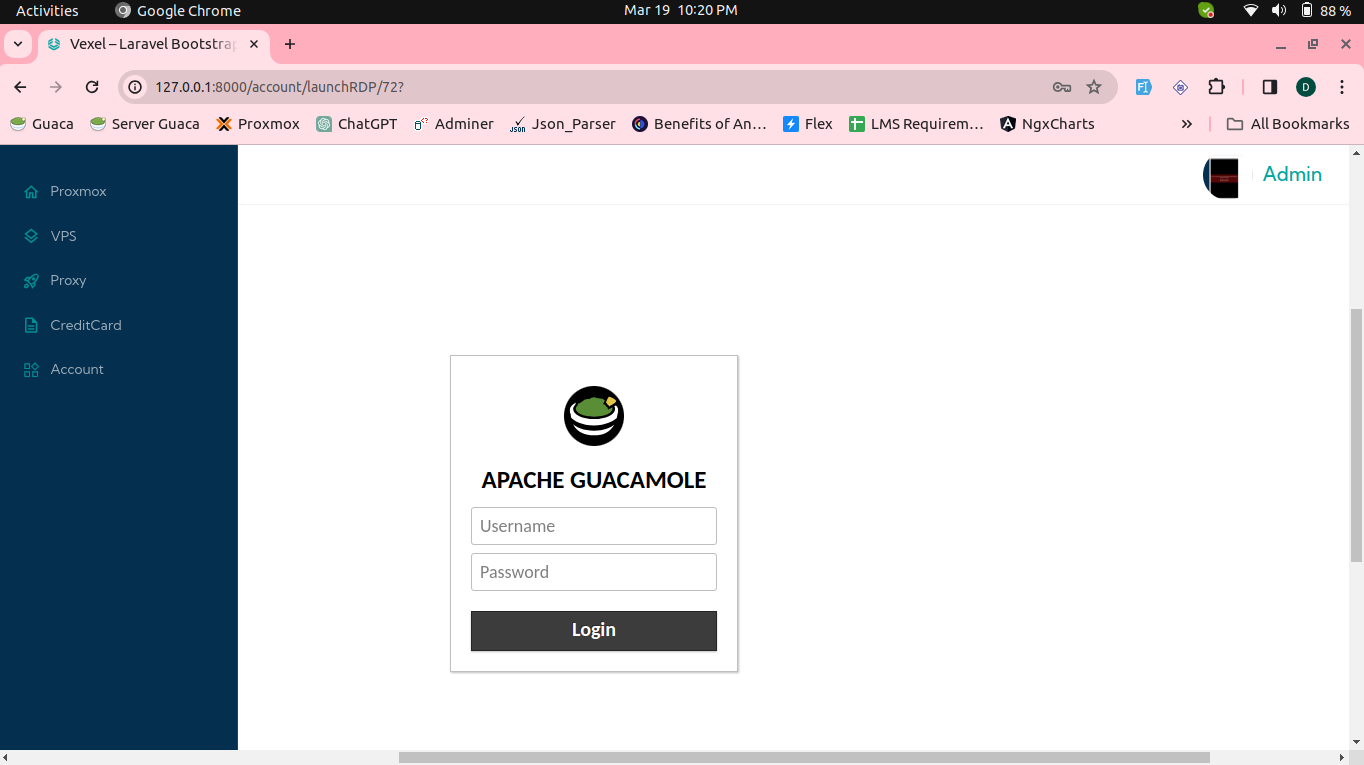 Activities Google Chrome Mar 19 10:20 PM 88 %
Vexel – Laravel Bootstrap
127.0.0.1:8000/account/launchRDP/72? D
Guaca Server Guaca Proxmox ChatGPT Adminer Json_Parser Benefits of An… Flex LMS Requirem… NgxCharts » All Bookmarks
Admin
Proxmox
VPS
Proxy
CreditCard
Account
APACHE GUACAMOLE
Username
Password
Login